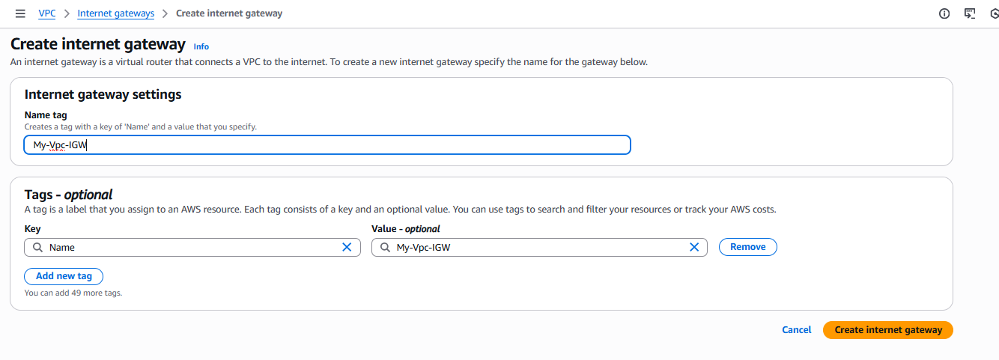 VPC > Internet gateways > Create internet gateway
Create internet gateway Info
An internet gateway is a virtual router that connects a VPC to the internet. To create a new internet gateway specify the name for the gateway below.
Internet gateway settings
Name tag
Creates a tag with a key of 'Name' and a value that you specify.
My-Vpc-IGW
Tags - optional
A tag is a label that you assign to an AWS resource. Each tag consists of a key and an optional value. You can use tags to search and filter your resources or track your AWS costs.
Key Value - optional
Name My-Vpc-IGW Remove
Add new tag
You can add 49 more tags.
Cancel Create internet gateway